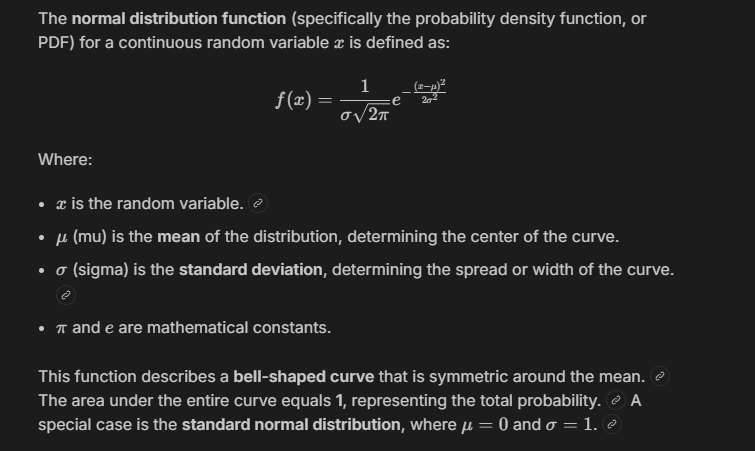 The normal distribution function (specifically the probability density function, or
PDF) for a continuous random variable x is defined as:
f(x) = \frac{1}{\sigma\sqrt{2\pi}} e^{-\frac{(x-\mu)^2}{2\sigma^2}}
Where:
• x is the random variable.
• μ (mu) is the mean of the distribution, determining the center of the curve.
• σ (sigma) is the standard deviation, determining the spread or width of the curve.
• π and e are mathematical constants.
This function describes a bell-shaped curve that is symmetric around the mean.
The area under the entire curve equals 1, representing the total probability. A
special case is the standard normal distribution, where μ = 0 and σ = 1.